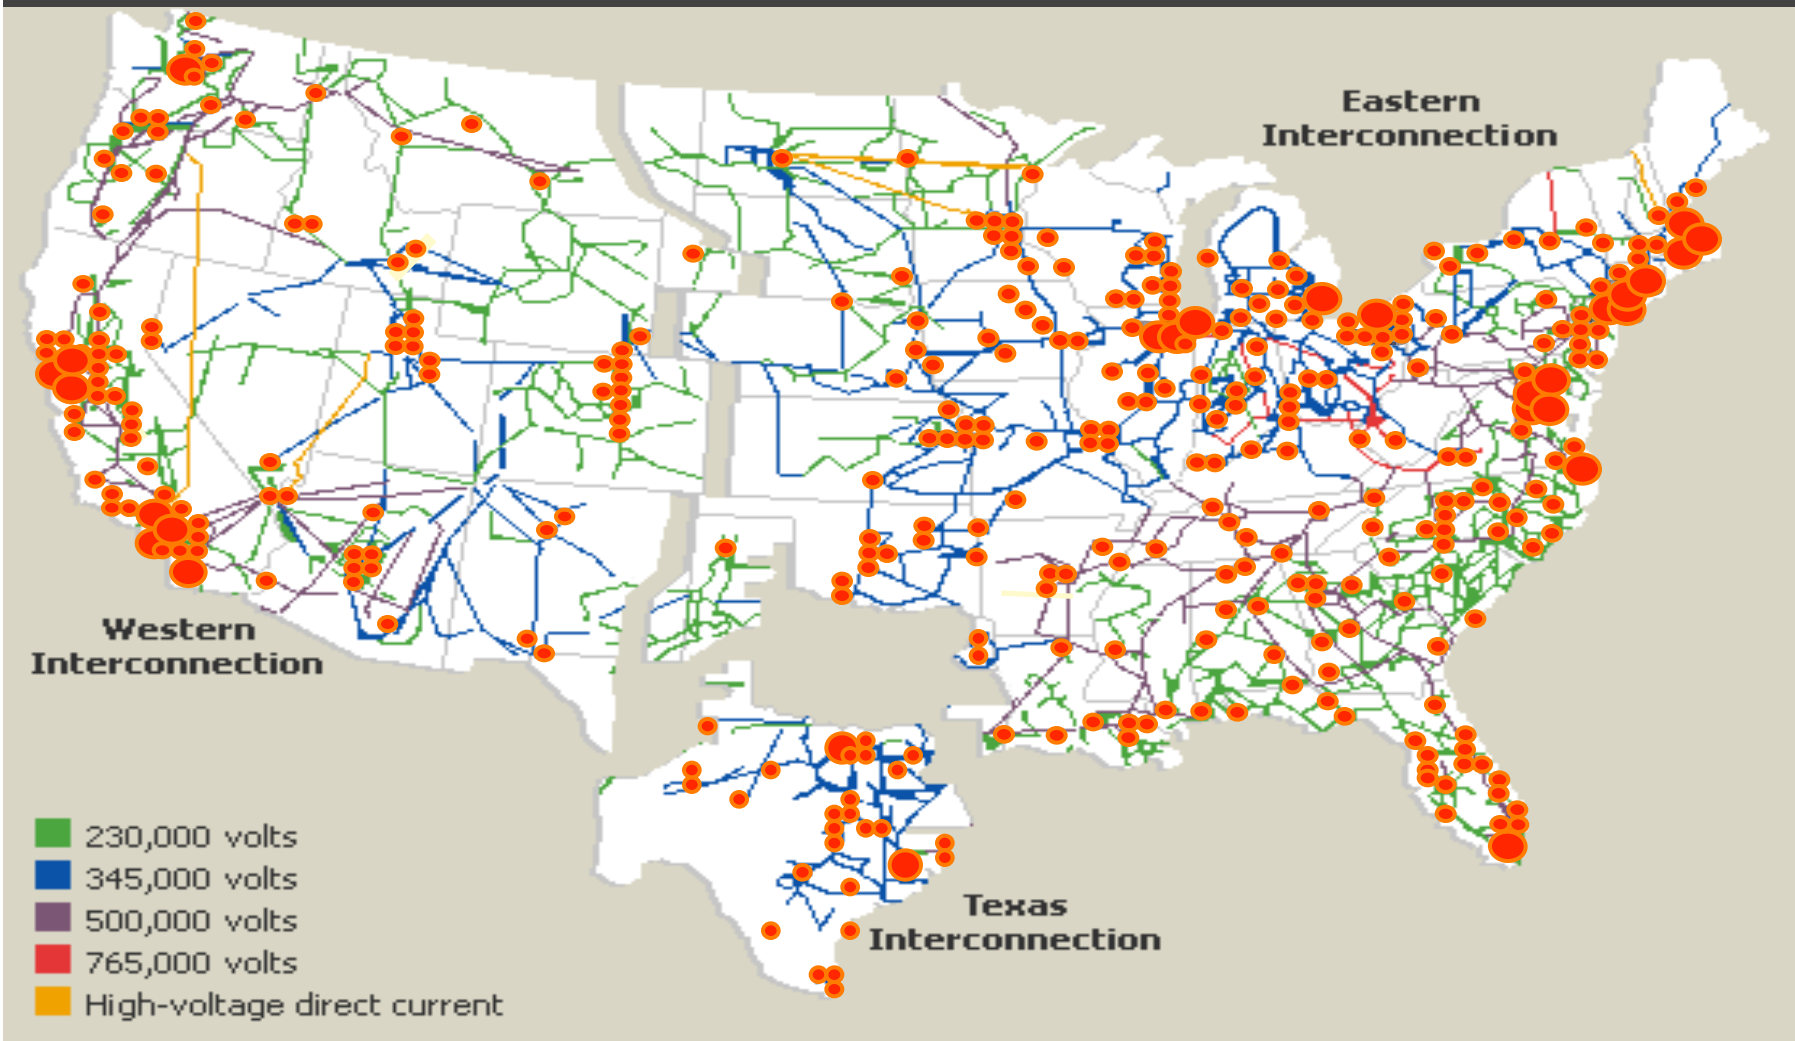 Eastern
Interconnection
Western
Interconnection
230,000 volts
345,000 volts
500,000 volts
765,000 volts
High-voltage direct current
Texas
Interconnection